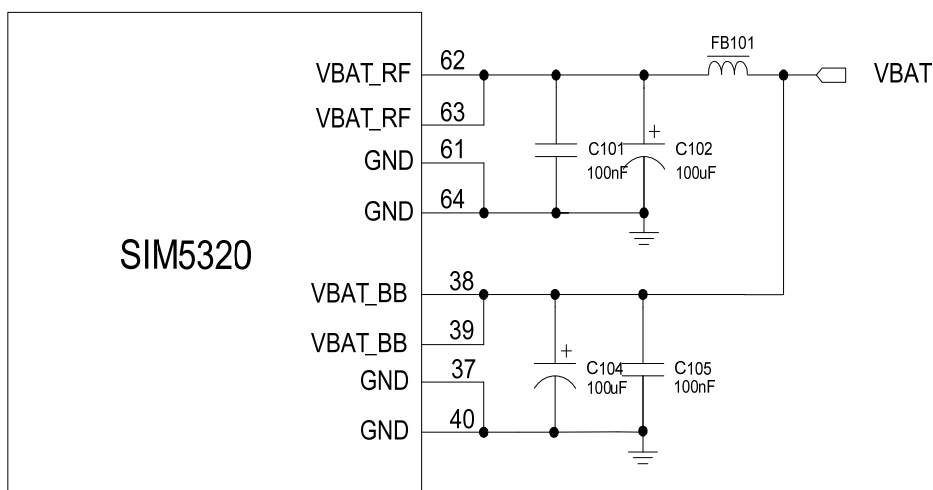 FB101
VBAT_RF 62
VBAT
VBAT_RF 63
GND 61
C101
100nF
+
C102
100uF
GND 64
SIM5320
VBAT_BB 38
VBAT_BB 39
GND 37
+
C104
100uF
C105
100nF
GND 40